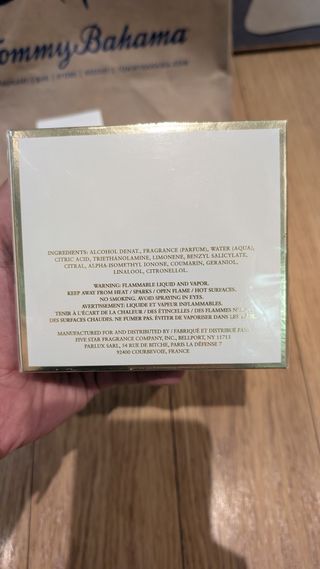 Tommy Bahama
INGREDIENTS: ALCOHOL DENAT., FRAGRANCE (PARFUM), WATER (AQUA),
CITRIC ACID, TRIETHANOLAMINE, LIMONENE, BENZYL SALICYLATE,
CITRAL, ALPHA-ISOMETHYL IONONE, COUMARIN, GERANIOL,
LINALOOL, CITRONELLOL.
WARNING: FLAMMABLE LIQUID AND VAPOR.
KEEP AWAY FROM HEAT / SPARKS / OPEN FLAME / HOT SURFACES.
NO SMOKING. AVOID SPRAYING IN EYES.
AVERTISSEMENT: LIQUIDE ET VAPEUR INFLAMMABLES.
TENIR À L'ÉCART DE LA CHALEUR / DES ÉTINCELLES / DES FLAMMES
DES SURFACES CHAUDES. NE FUMER PAS. ÉVITER DE VAPORISER DANS LES
MANUFACTURED FOR AND DISTRIBUTED BY / FABRIQUÉ ET DISTRIBUÉ PAR:
FIVE STAR FRAGRANCE COMPANY, INC., BELLPORT, NY 11713
PARLUX SARL, 34 RUE DE BITCHE, PARIS LA DÉFENSE 7
92400 COURBEVOIE, FRANCE